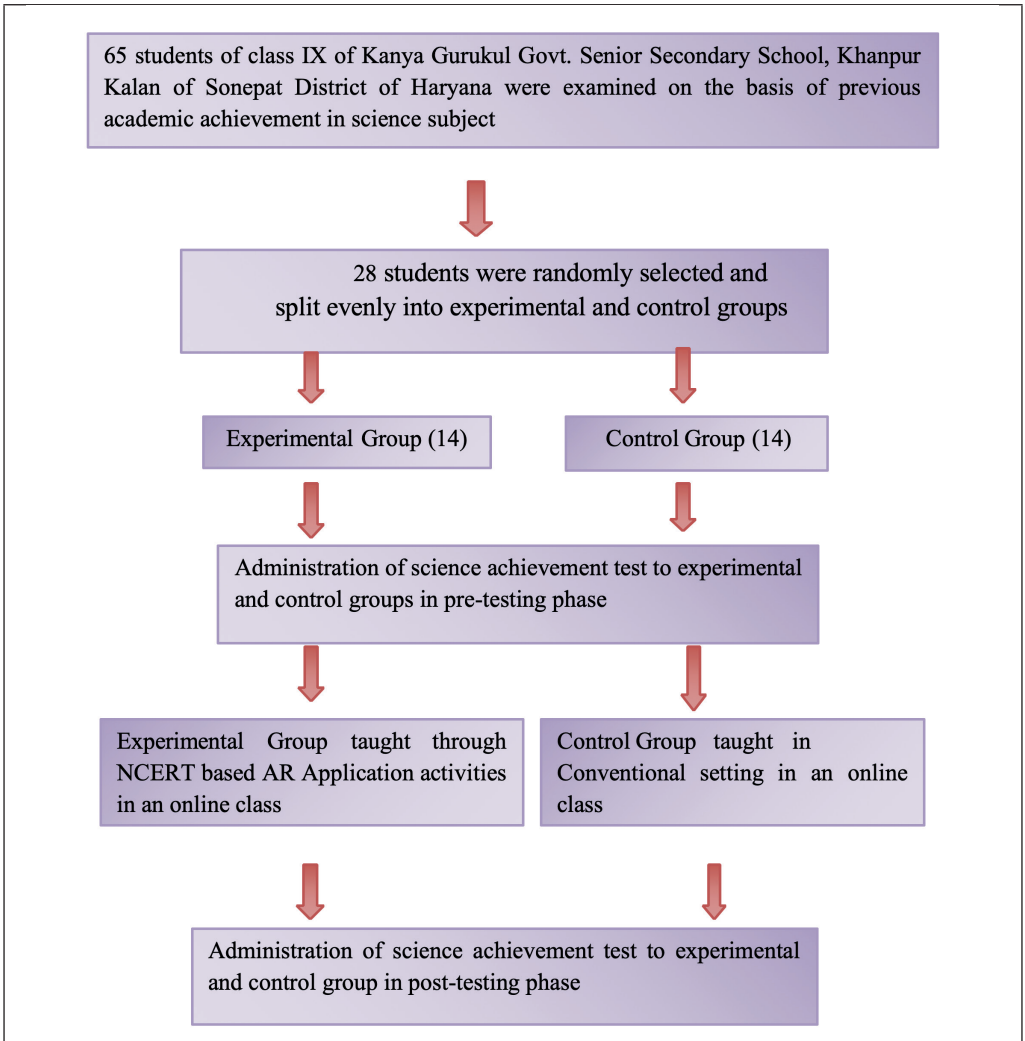 65 students of class IX of Kanya Gurukul Govt. Senior Secondary School, Khanpur
Kalan of Sonepat District of Haryana were examined on the basis of previous
academic achievement in science subject
28 students were randomly selected and
split evenly into experimental and control groups
Experimental Group (14)
Control Group (14)
Administration of science achievement test to experimental
and control groups in pre-testing phase
Experimental Group taught through
NCERT based AR Application activities
in an online class
Control Group taught in
Conventional setting in an online
class
Administration of science achievement test to experimental
and control group in post-testing phase